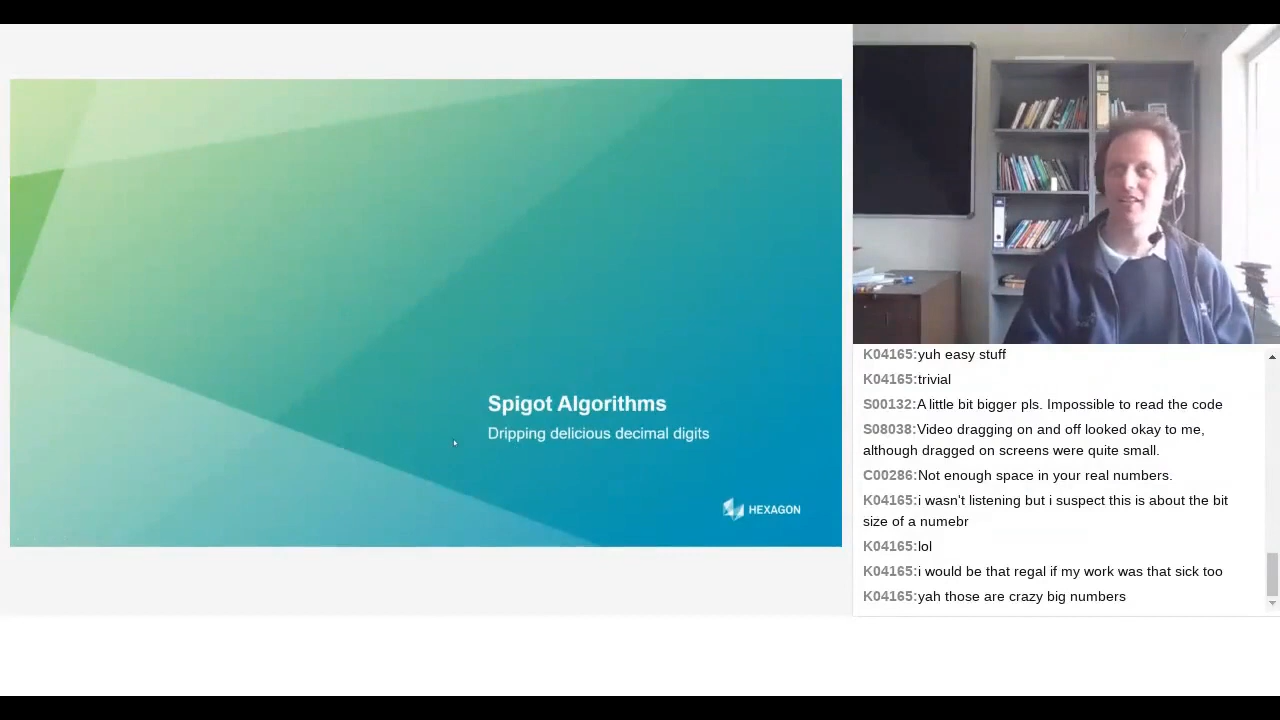 Spigot Algorithms
Dripping delicious decimal digits
HEXAGON
K04165:yuh easy stuff
K04165:trivial
S00132:A little bit bigger pls. Impossible to read the code
S08038:Video dragging on and off looked okay to me,
although dragged on screens were quite small.
C00286:Not enough space in your real numbers.
K04165:i wasn't listening but i suspect this is about the bit
size of a numebr
K04165:lol
K04165:i would be that regal if my work was that sick too
K04165:yah those are crazy big numbers